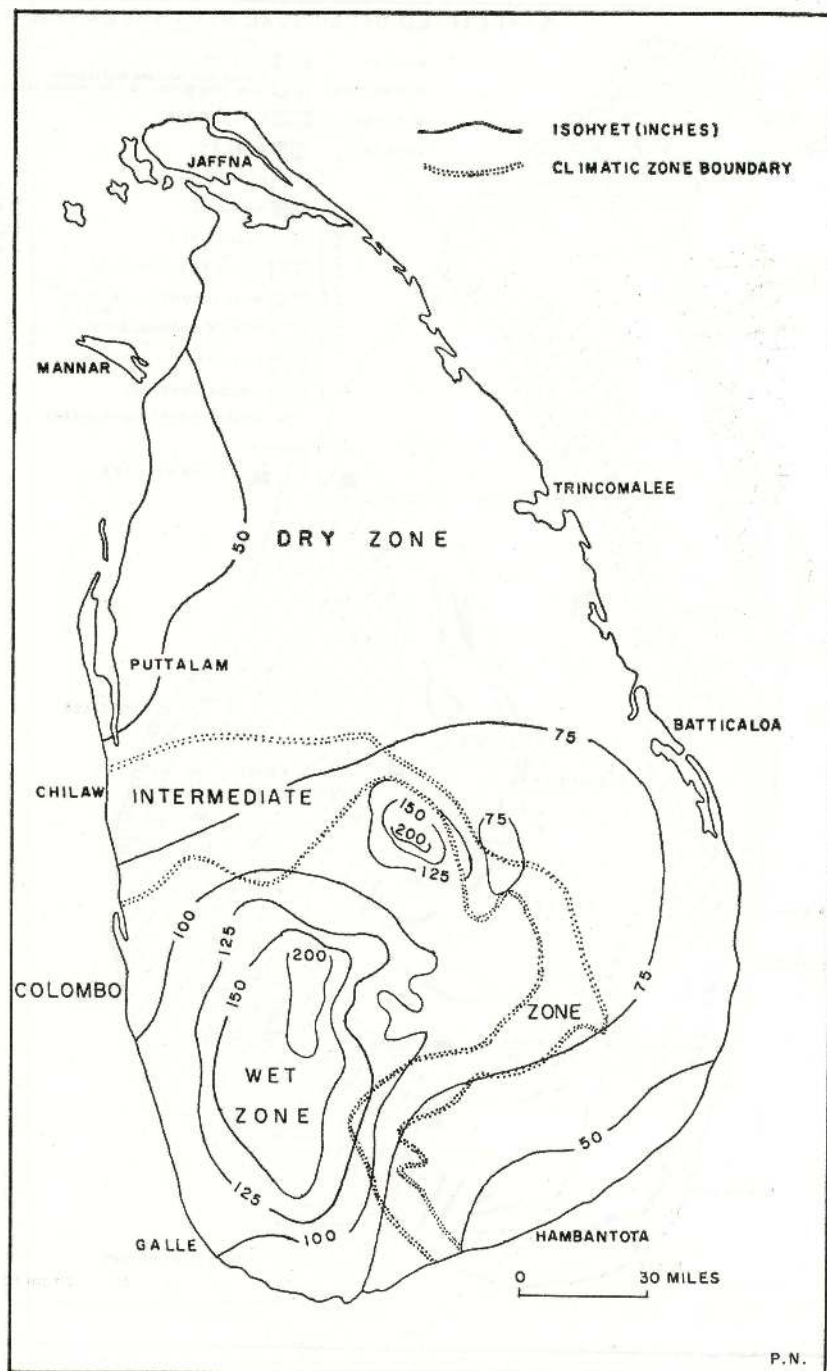 ISOHYET (INCHES)
CLIMATIC ZONE BOUNDARY
JAFFNA
MANNAR
TRINCOMALEE
50
DRY ZONE
PUTTALAM
BATTICALOA
75
CHILAW
INTERMEDIATE
150
75
200
125
100
125
200
150
COLOMBO
75
ZONE
WET
ZONE
50
125
100
GALLE
HAMBANTOTA
0 30 MILES
P.N.